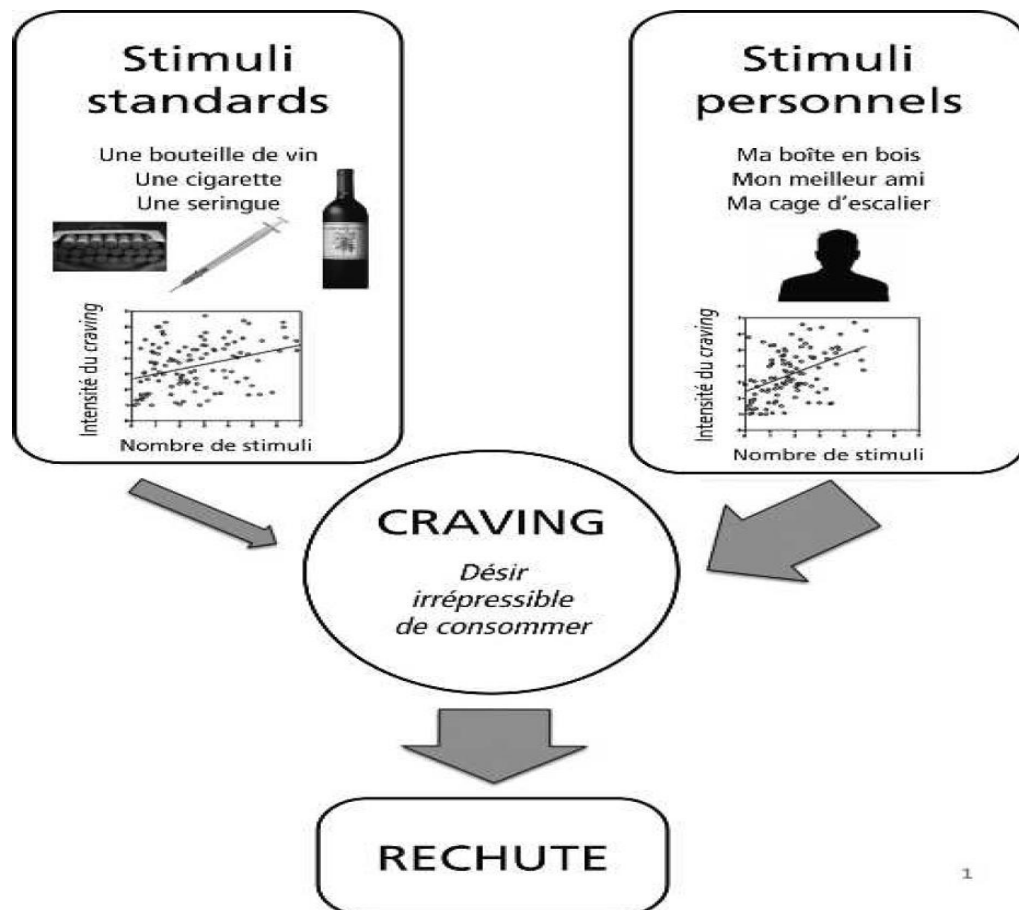 Stimuli
standards
Une bouteille de vin
Une cigarette
Une seringue
Intensité du craving
Nombre de stimuli
Stimuli
personnels
Ma boîte en bois
Mon meilleur ami
Ma cage d'escalier
Intensité du craving
Nombre de stimuli
CRAVING
Désir
irrépressible
de consommer
RECHUTE
1